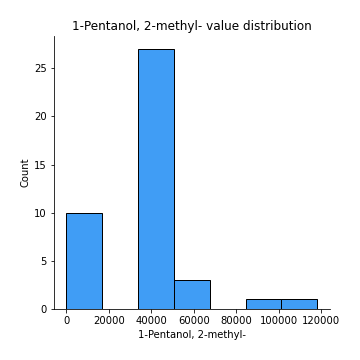 1-Pentanol, 2-methyl- value distribution
25
20
15
10
5
0
Count
0 20000 40000 60000 80000 100000 120000
1-Pentanol, 2-methyl-